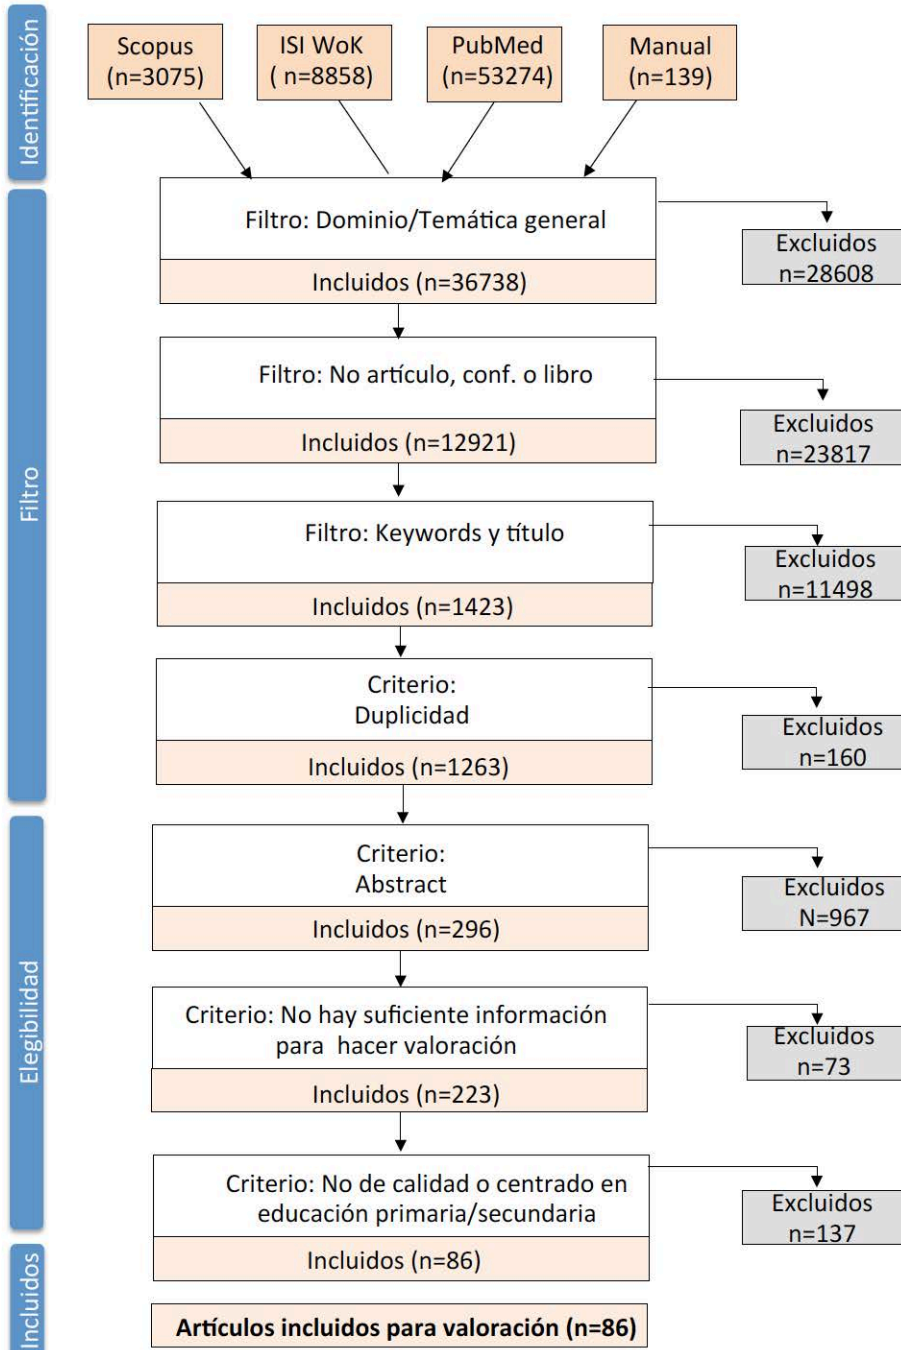 Identificación
Scopus
(n=3075)
ISI WoK
( n=8858)
PubMed
(n=53274)
Manual
(n=139)
Filtro
Filtro: Dominio/Temática general
Incluidos (n=36738)
Excluidos
n=28608
Filtro: No artículo, conf. o libro
Incluidos (n=12921)
Excluidos
n=23817
Filtro: Keywords y título
Incluidos (n=1423)
Excluidos
n=11498
Criterio:
Duplicidad
Incluidos (n=1263)
Excluidos
n=160
Elegibilidad
Criterio:
Abstract
Incluidos (n=296)
Excluidos
N=967
Criterio: No hay suficiente información
para hacer valoración
Incluidos (n=223)
Excluidos
n=73
Criterio: No de calidad o centrado en
educación primaria/secundaria
Incluidos (n=86)
Excluidos
n=137
Incluidos
Artículos incluidos para valoración (n=86)